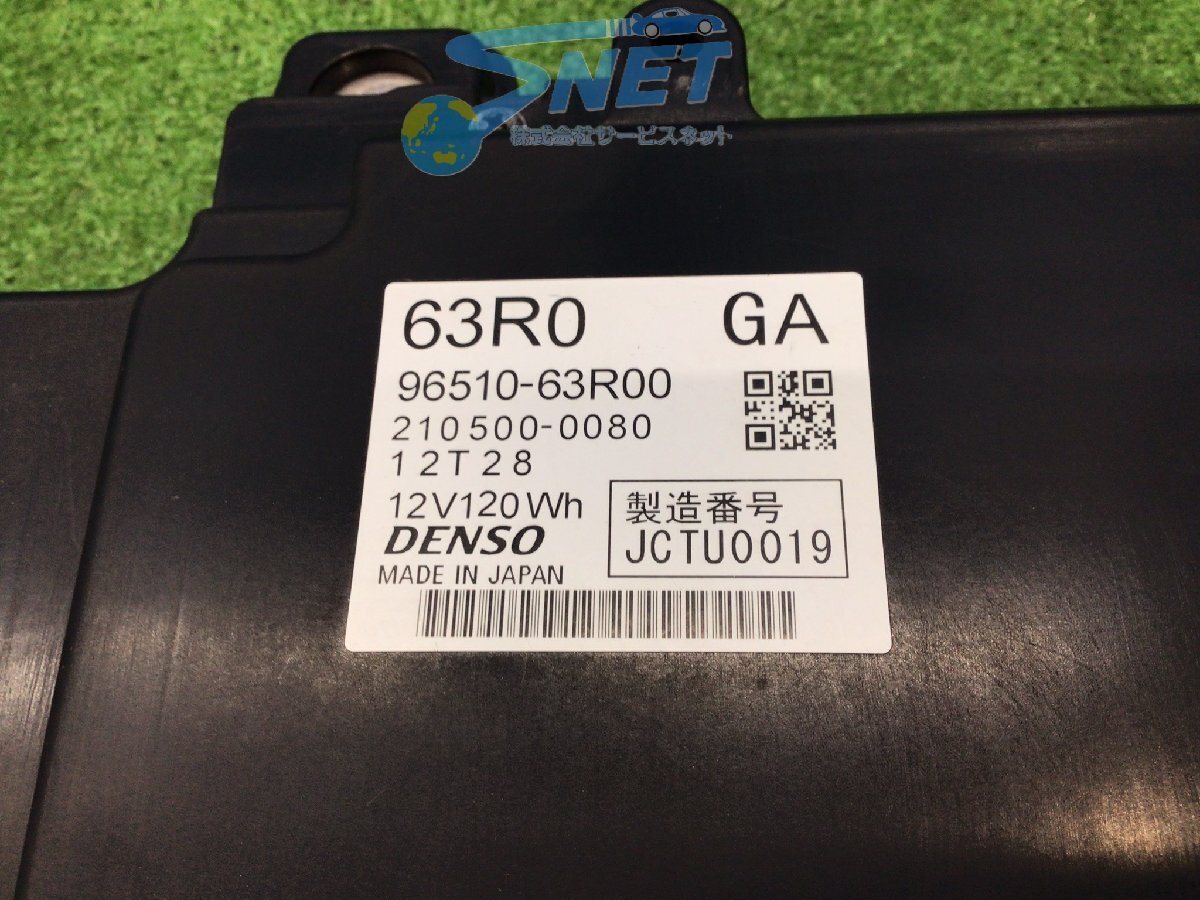 SNET
株式会社サービスネット
63R0 GA
96510-63R00
210500-0080
12T28
12V120Wh
DENSO
MADE IN JAPAN
製造番号
JCTU0019